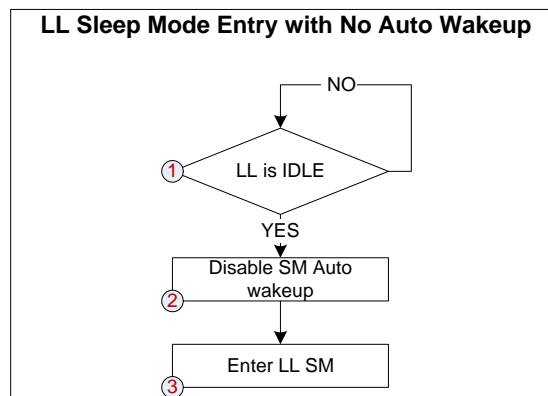 LL Sleep Mode Entry with No Auto Wakeup
NO
1
LL is IDLE
YES
Disable SM Auto
wakeup
2
Enter LL SM
3